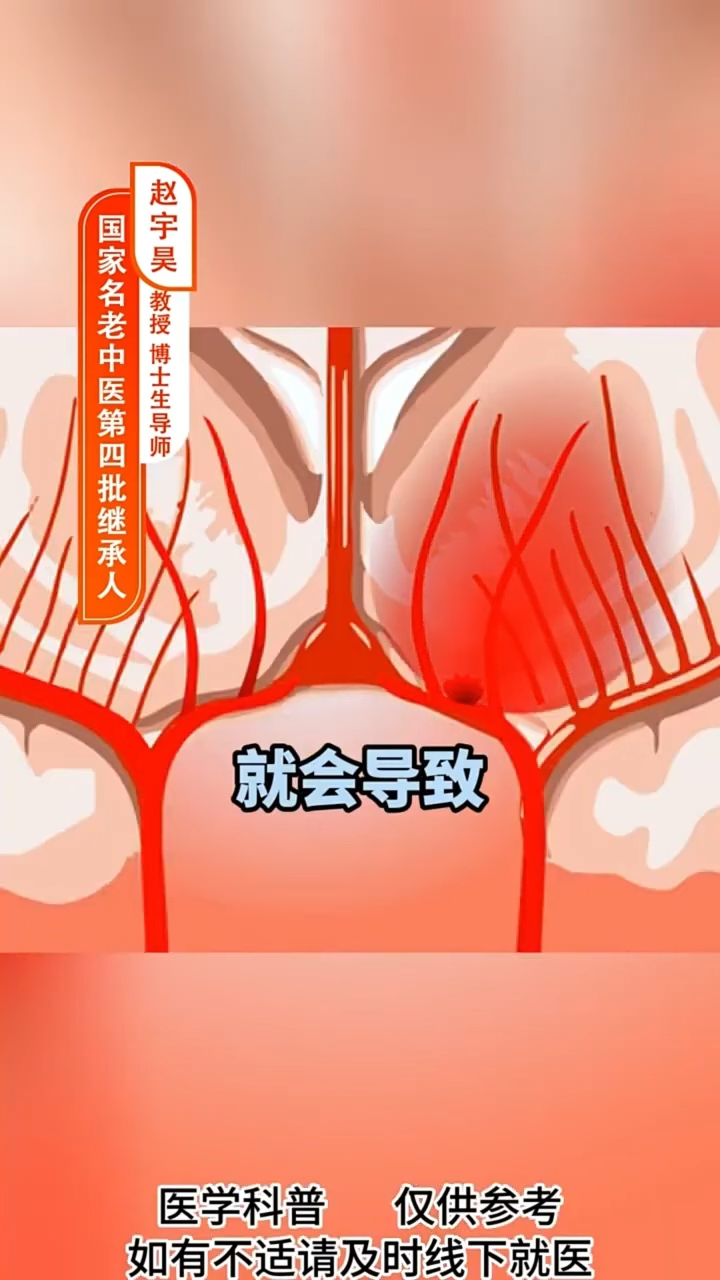 赵宇昊
教授 博士生导师
国家名老中医第四批继承人
就会导致
医学科普 仅供参考
如有不适请及时线下就医